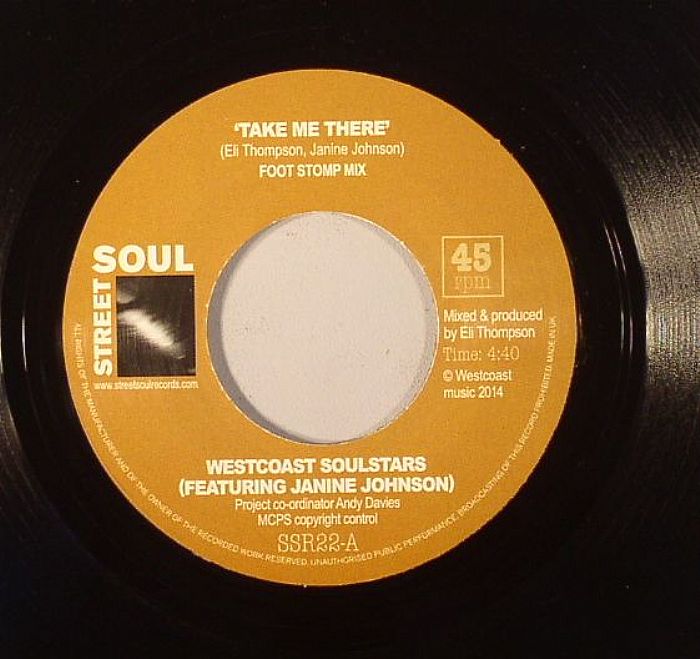 'TAKE ME THERE'
(Eli Thompson, Janine Johnson)
FOOT STOMP MIX
STREET SOUL
www.streetsoulrecords.com
45
rpm
Mixed & produced
by Eli Thompson
Time: 4:40
© Westcoast
music 2014
WESTCOAST SOULSTARS
(FEATURING JANINE JOHNSON)
Project co-ordinator Andy Davies
MCPS copyright control
SSR22-A
ALL RIGHTS OF THE MANUFACTURER AND OF THE OWNER OF THE RECORDED WORK RESERVED. UNAUTHORISED PUBLIC PERFORMANCE, BROADCASTING OF THIS RECORD PROHIBITED. MADE IN UK